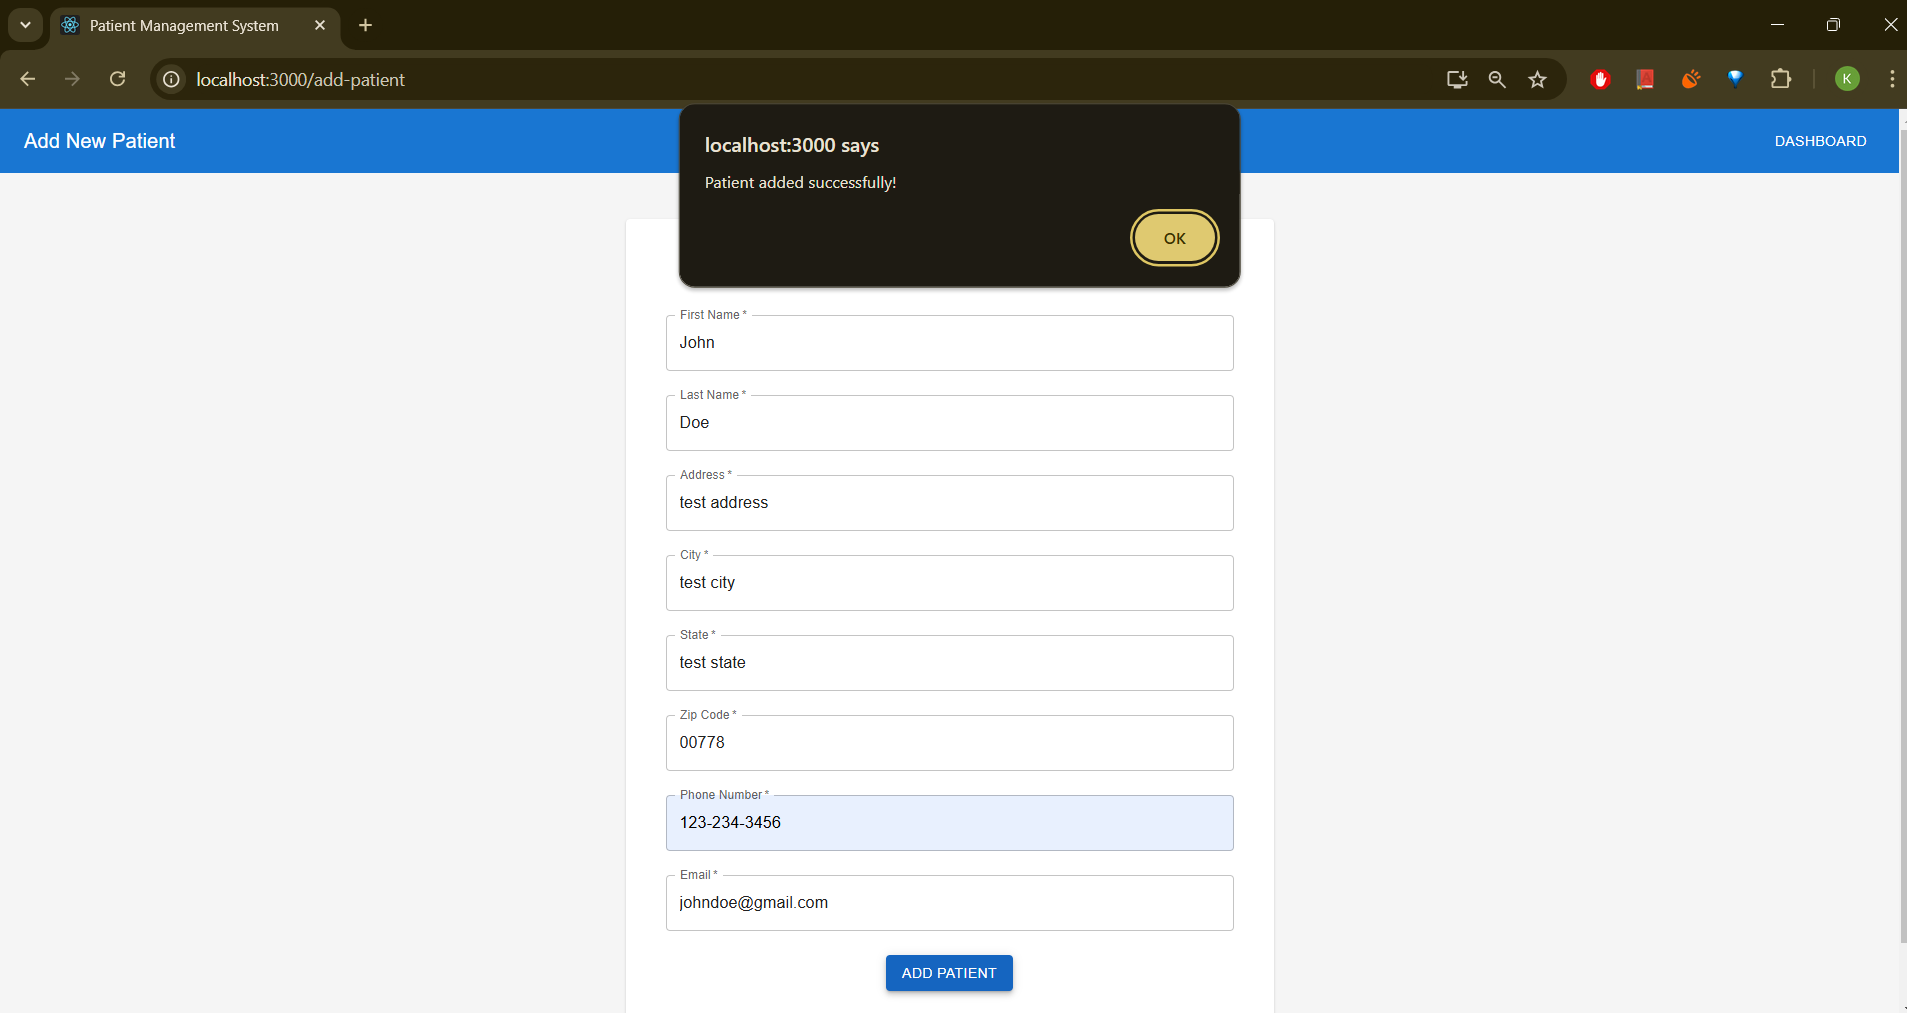 Patient Management System
localhost:3000/add-patient
K
Add New Patient
DASHBOARD
localhost:3000 says
Patient added successfully!
OK
First Name *
John
Last Name *
Doe
Address *
test address
City *
test city
State *
test state
Zip Code *
00778
Phone Number *
123-234-3456
Email *
johndoe@gmail.com
ADD PATIENT